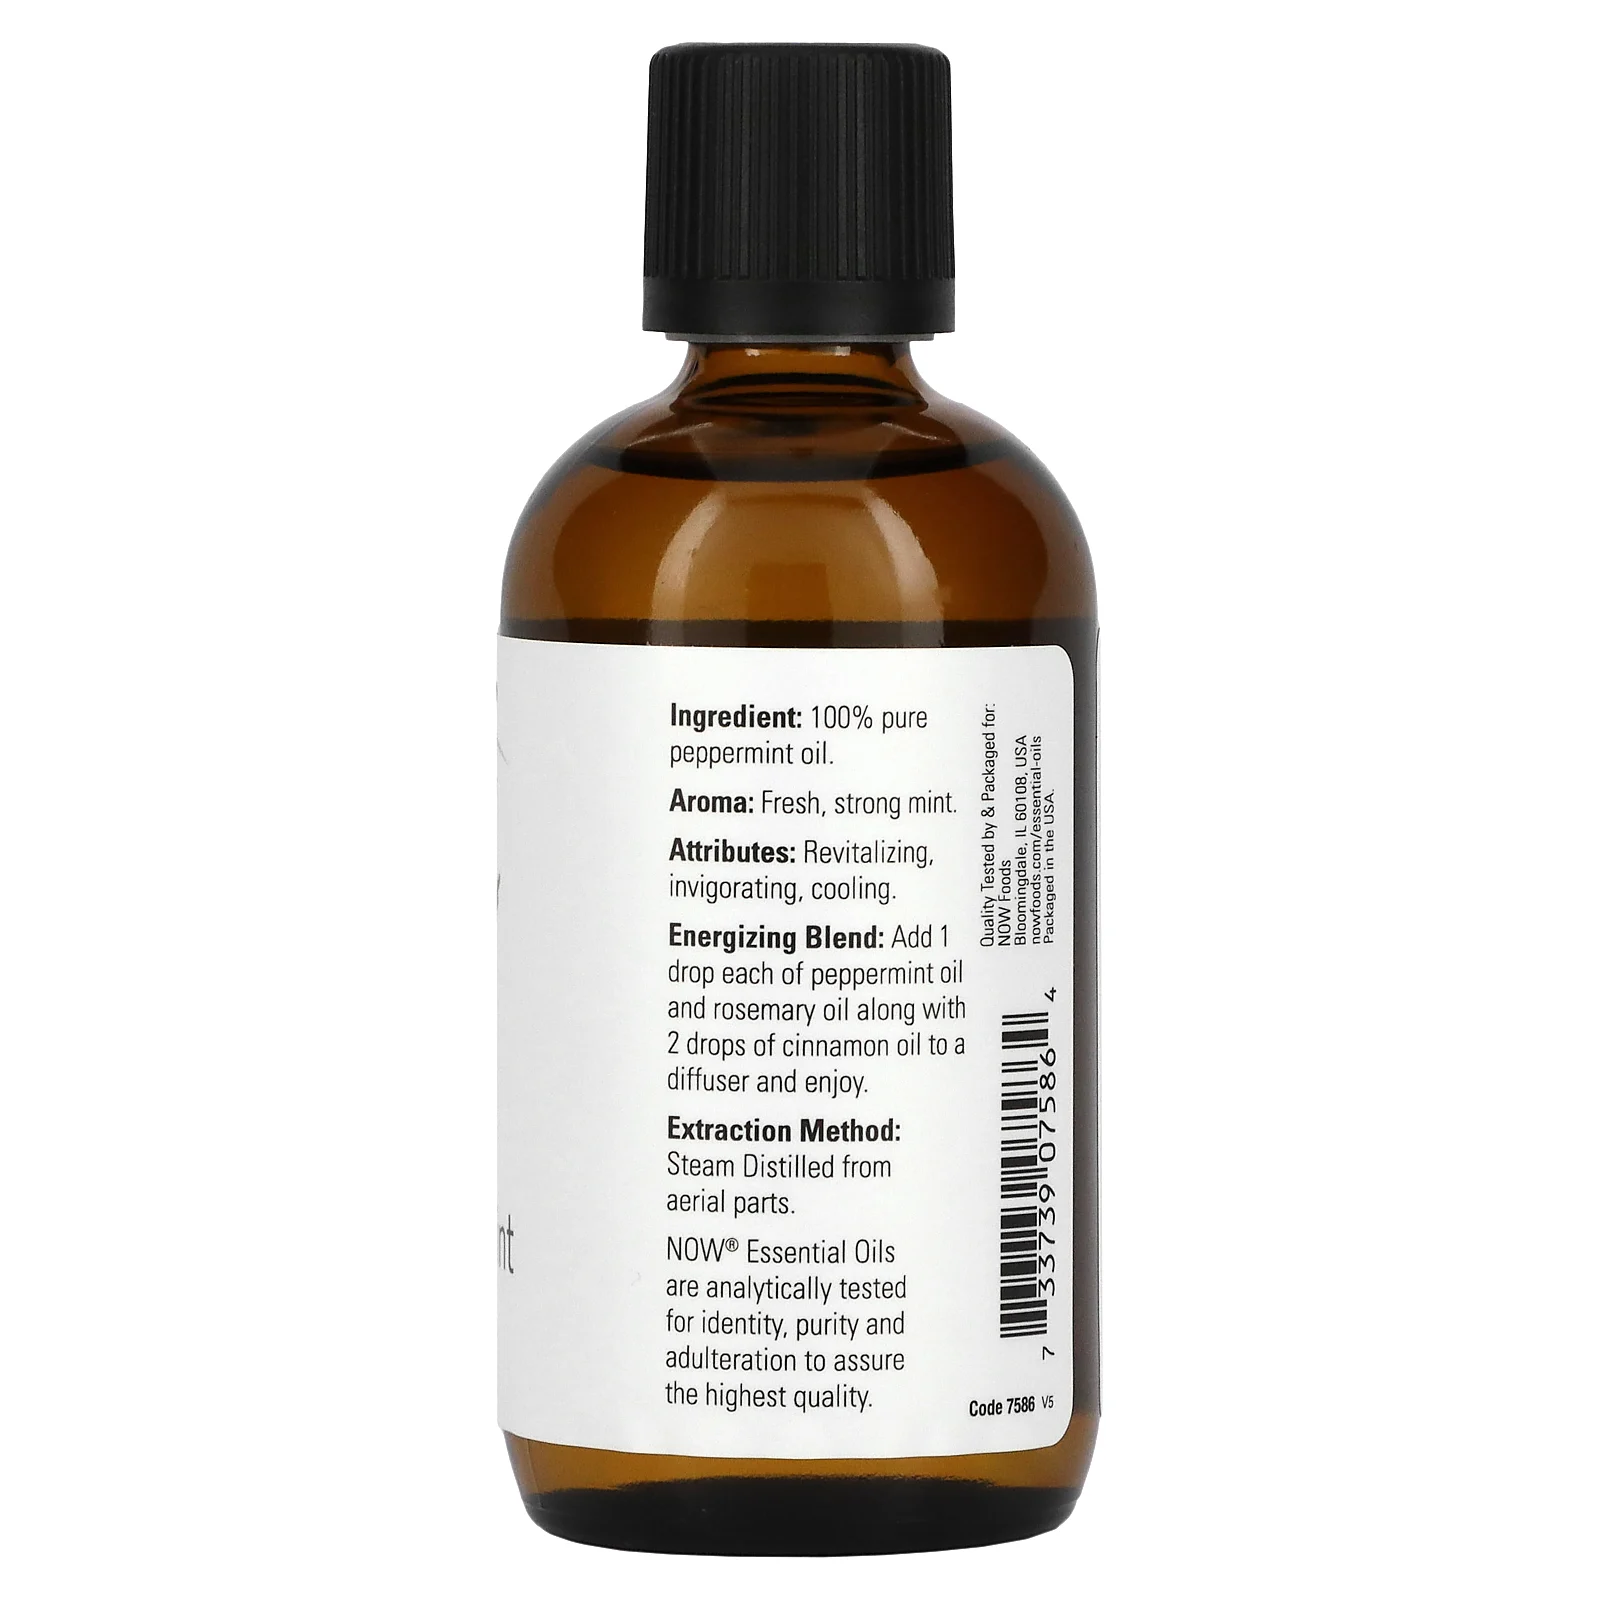 Ingredient: 100% pure
peppermint oil.
Aroma: Fresh, strong mint.
Attributes: Revitalizing,
invigorating, cooling.
Energizing Blend: Add 1
drop each of peppermint oil
and rosemary oil along with
2 drops of cinnamon oil to a
diffuser and enjoy.
Extraction Method:
Steam Distilled from
aerial parts.
NOW® Essential Oils
are analytically tested
for identity, purity and
adulteration to assure
the highest quality.
Quality Tested by & Packaged for:
NOW Foods
Bloomingdale, IL 60108, USA
nowfoods.com/essential-oils
Packaged in the USA.
7 33739 07586 4
Code 7586 V5